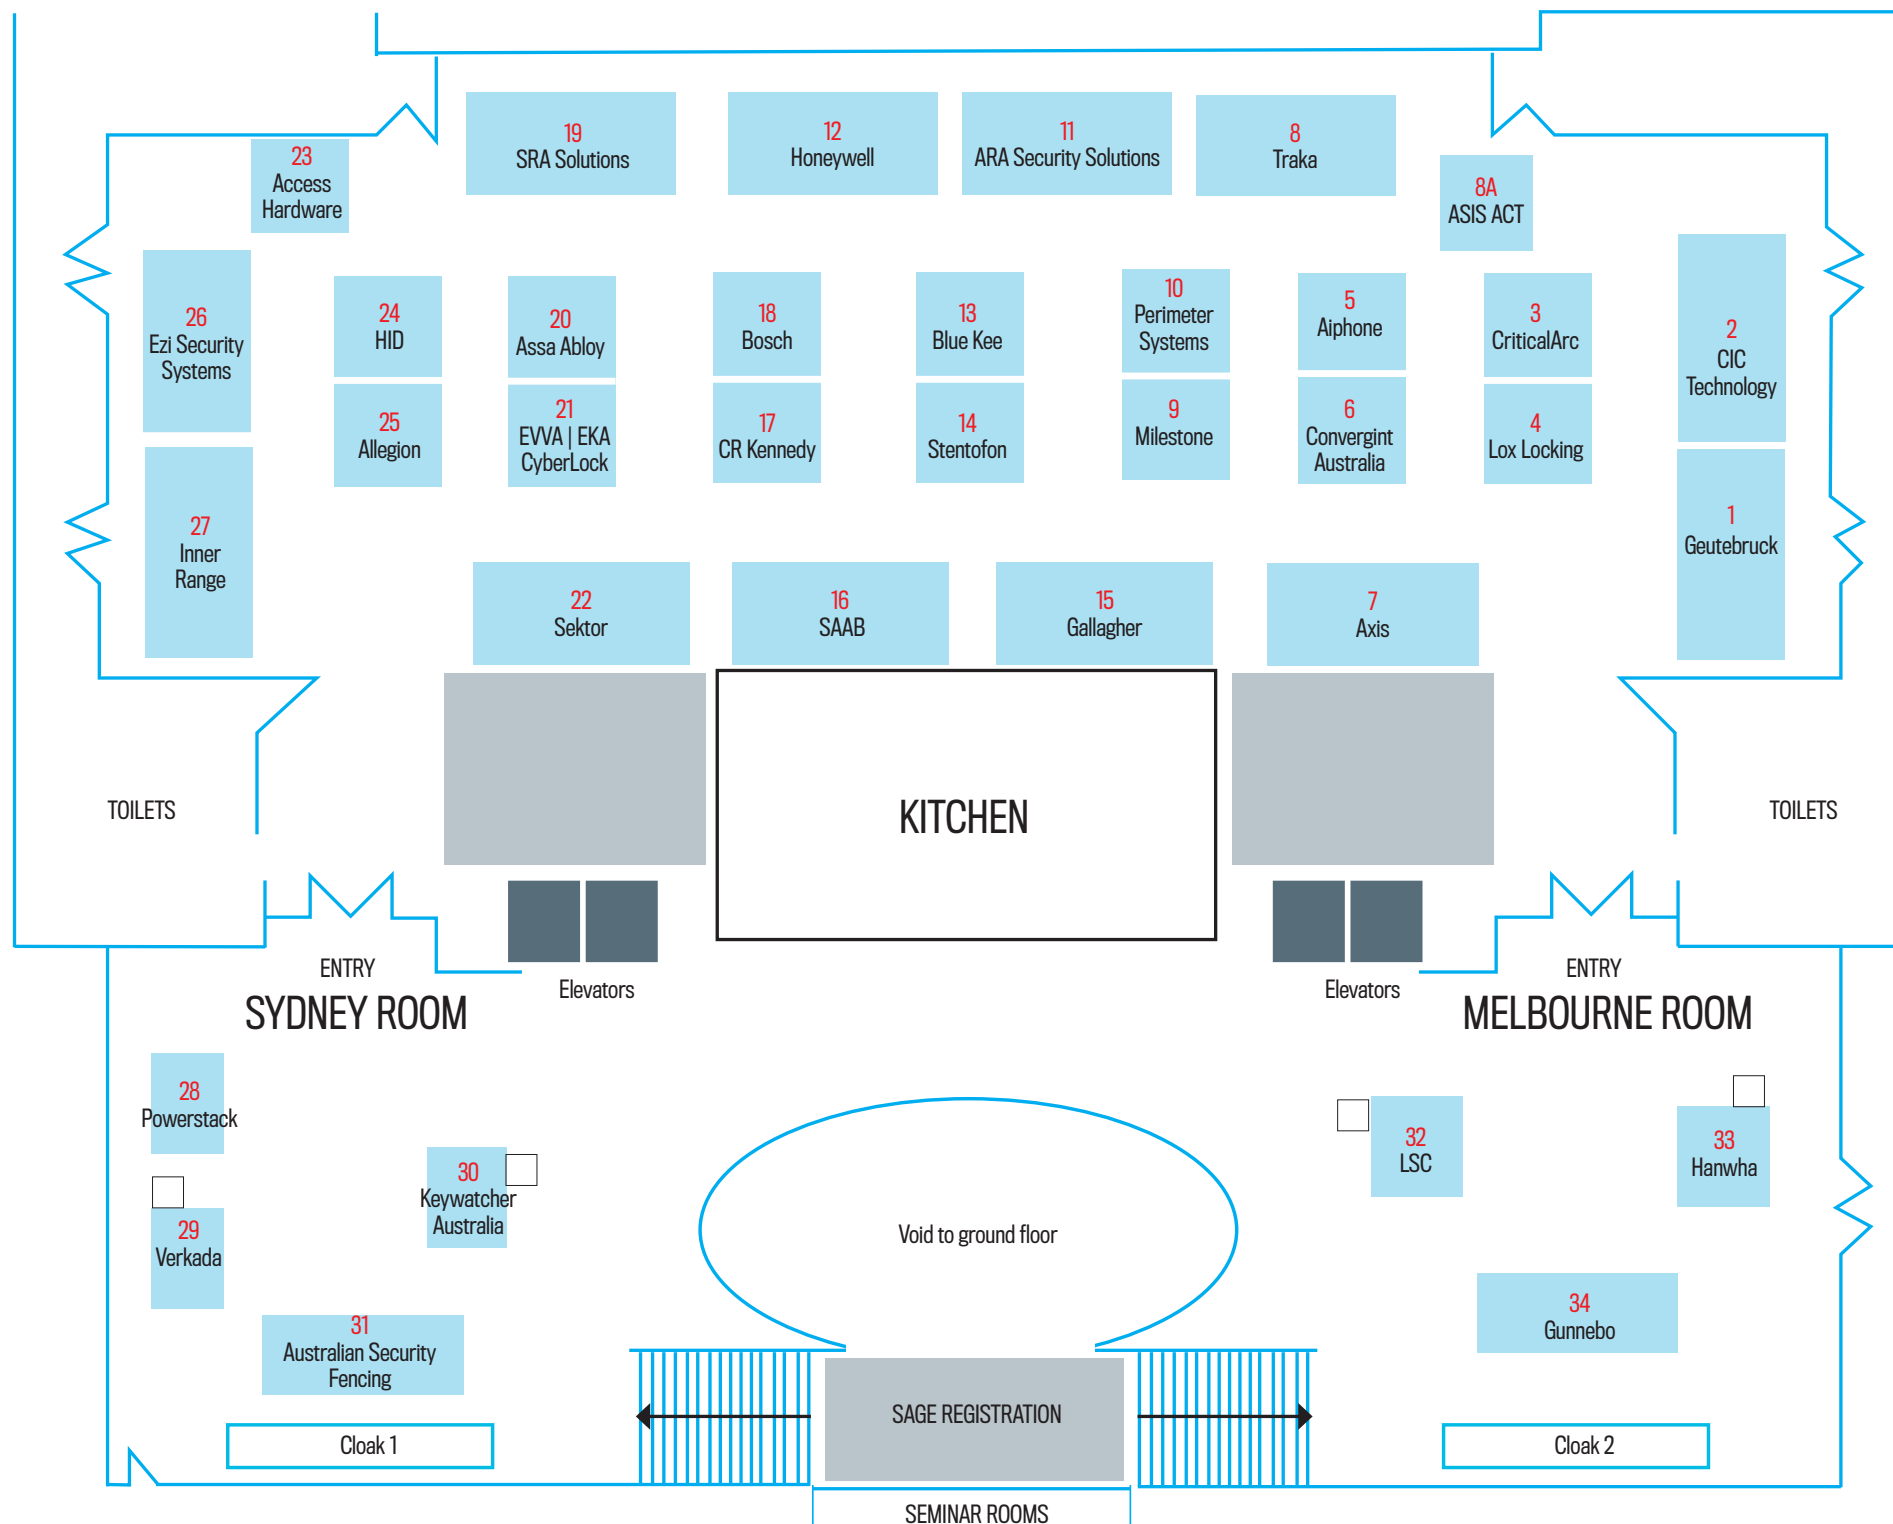 19
SRA Solutions
12
Honeywell
11
ARA Security Solutions
8
Traka
23
Access
Hardware
8A
ASIS ACT
26
Ezi Security
Systems
24
HID
20
Assa Abloy
18
Bosch
13
Blue Kee
10
Perimeter
Systems
5
Aiphone
3
CriticalArc
2
CIC
Technology
25
Allegion
21
EVVA | EKA
CyberLock
17
CR Kennedy
14
Stentofon
9
Milestone
6
Convergint
Australia
4
Lox Locking
27
Inner
Range
1
Geutebruck
22
Sektor
16
SAAB
15
Gallagher
7
Axis
TOILETS
KITCHEN
TOILETS
ENTRY
SYDNEY ROOM
Elevators
Elevators
ENTRY
MELBOURNE ROOM
28
Powerstack
30
Keywatcher
Australia
32
LSC
33
Hanwha
29
Verkada
Void to ground floor
31
Australian Security
Fencing
34
Gunnebo
Cloak 1
SAGE REGISTRATION
Cloak 2
SEMINAR ROOMS